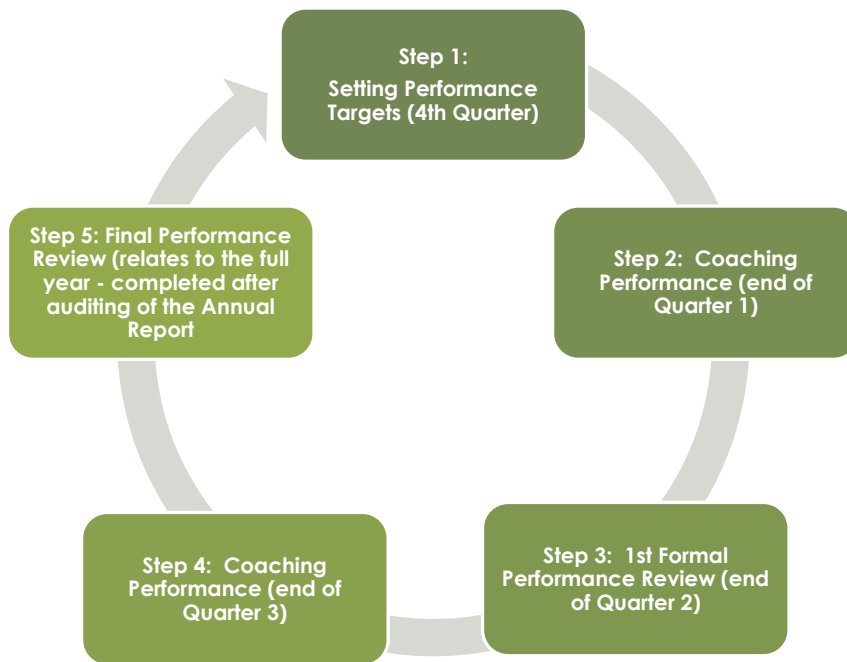 Step 1:
Setting Performance
Targets (4th Quarter)
Step 2:  Coaching
Performance (end of
Quarter 1)
Step 3:  1st Formal
Performance Review (end
of Quarter 2)
Step 4:  Coaching
Performance (end of
Quarter 3)
Step 5: Final Performance
Review (relates to the full
year - completed after
auditing of the Annual
Report